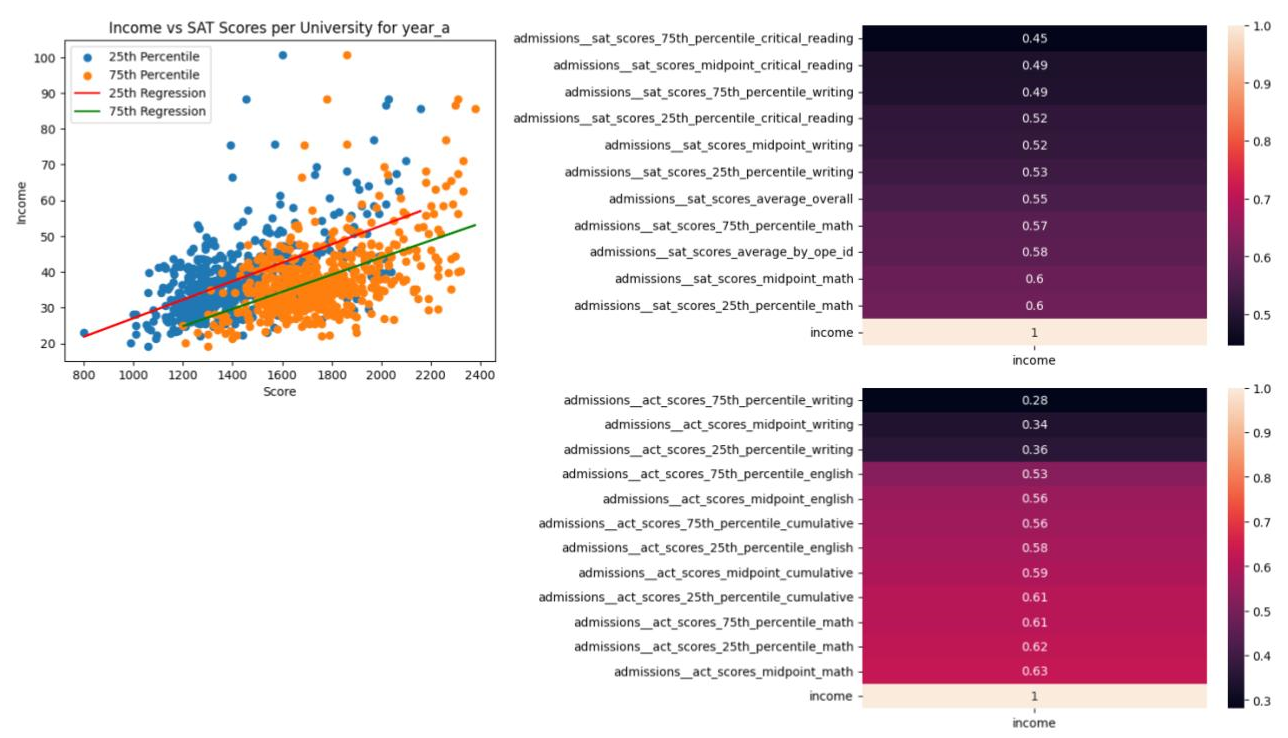 Income vs SAT Scores per University for year_a
25th Percentile
75th Percentile
25th Regression
75th Regression
100
90
80
70
60
50
40
30
20
Income
800 1000 1200 1400 1600 1800 2000 2200 2400
Score
admissions__sat_scores_75th_percentile_critical_reading 0.45
admissions__sat_scores_midpoint_critical_reading 0.49
admissions__sat_scores_75th_percentile_writing 0.49
admissions__sat_scores_25th_percentile_critical_reading 0.52
admissions__sat_scores_midpoint_writing 0.52
admissions__sat_scores_25th_percentile_writing 0.53
admissions__sat_scores_average_overall 0.55
admissions__sat_scores_75th_percentile_math 0.57
admissions__sat_scores_average_by_ope_id 0.58
admissions__sat_scores_midpoint_math 0.6
admissions__sat_scores_25th_percentile_math 0.6
income 1
income
1.0
0.9
0.8
0.7
0.6
0.5
admissions__act_scores_75th_percentile_writing 0.28
admissions__act_scores_midpoint_writing 0.34
admissions__act_scores_25th_percentile_writing 0.36
admissions__act_scores_75th_percentile_english 0.53
admissions__act_scores_midpoint_english 0.56
admissions__act_scores_75th_percentile_cumulative 0.56
admissions__act_scores_25th_percentile_english 0.58
admissions__act_scores_midpoint_cumulative 0.59
admissions__act_scores_25th_percentile_cumulative 0.61
admissions__act_scores_75th_percentile_math 0.61
admissions__act_scores_25th_percentile_math 0.62
admissions__act_scores_midpoint_math 0.63
income 1
income
1.0
0.9
0.8
0.7
0.6
0.5
0.4
0.3